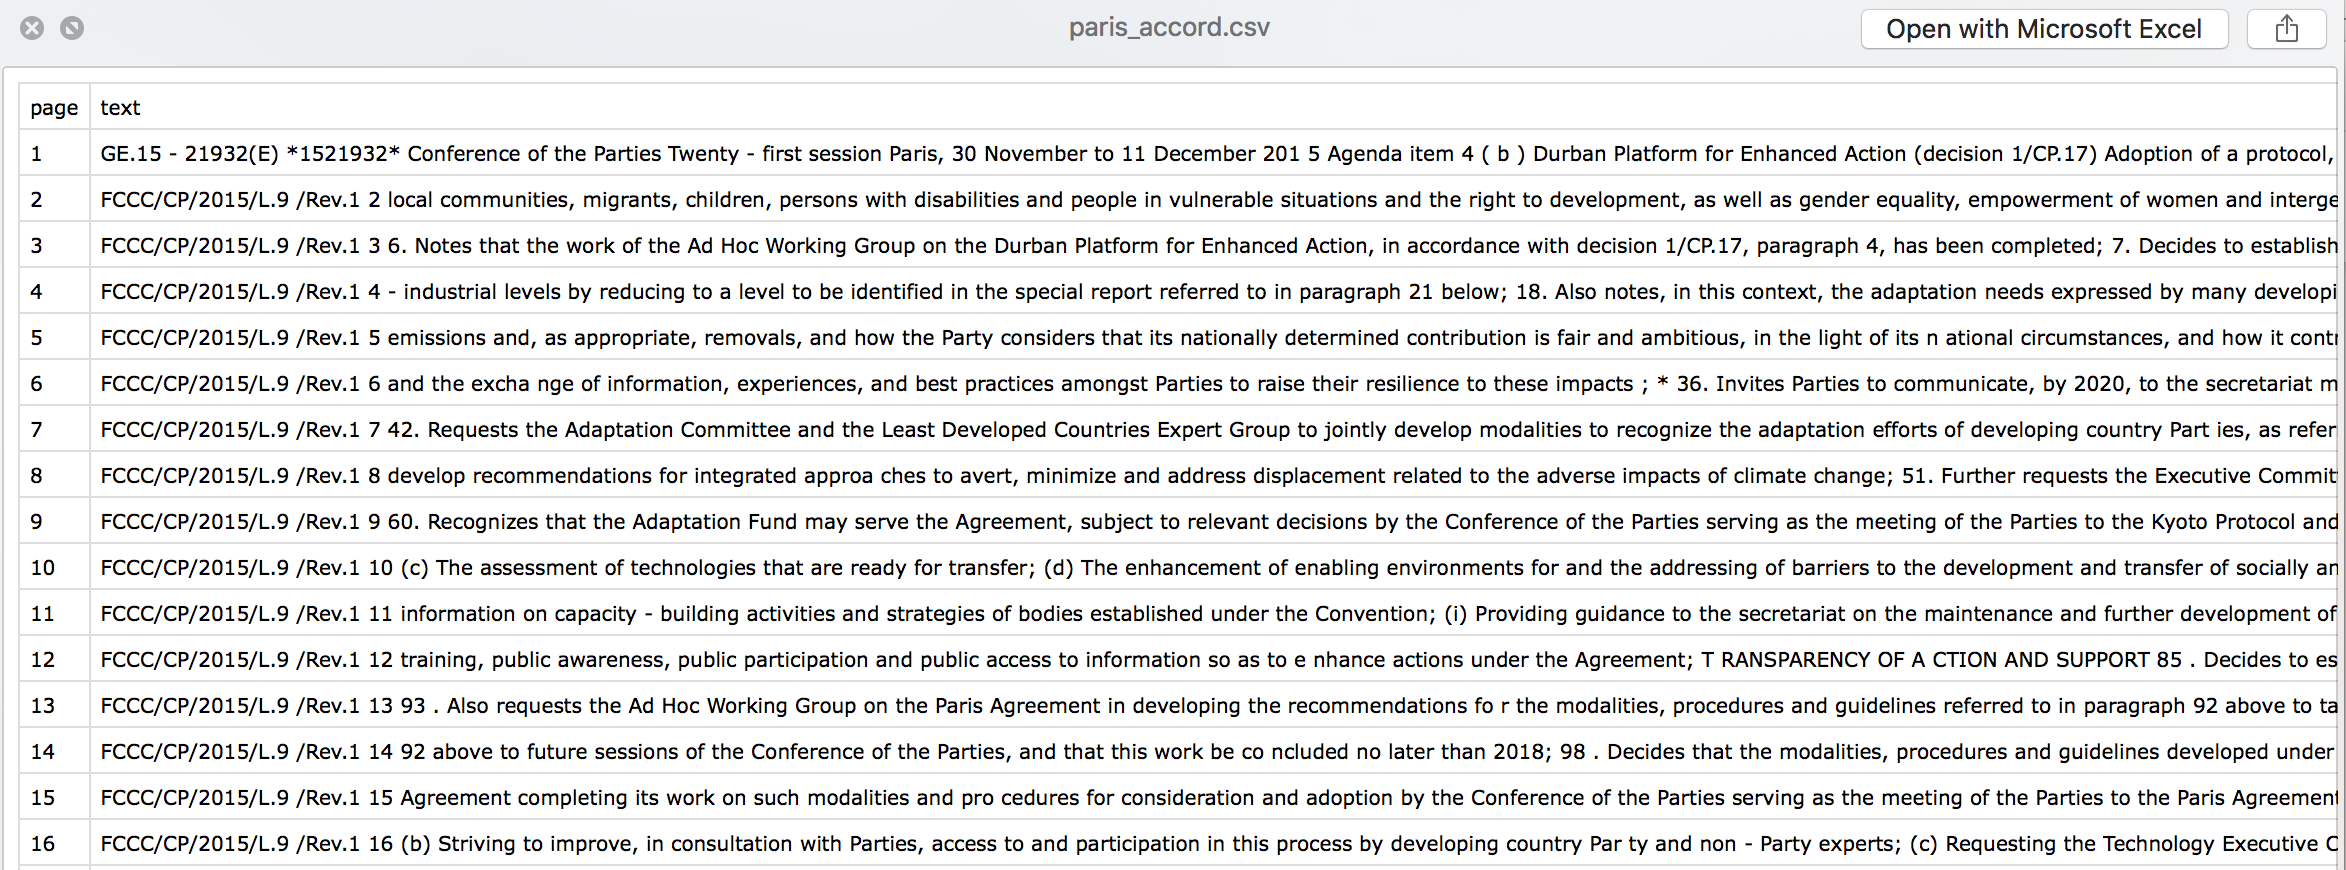 paris_accord.csv
Open with Microsoft Excel
page text
1 GE.15 - 21932(E) *1521932* Conference of the Parties Twenty - first session Paris, 30 November to 11 December 201 5 Agenda item 4 ( b ) Durban Platform for Enhanced Action (decision 1/CP.17) Adoption of a protocol,
2 FCCC/CP/2015/L.9 /Rev.1 2 local communities, migrants, children, persons with disabilities and people in vulnerable situations and the right to development, as well as gender equality, empowerment of women and interge
3 FCCC/CP/2015/L.9 /Rev.1 3 6. Notes that the work of the Ad Hoc Working Group on the Durban Platform for Enhanced Action, in accordance with decision 1/CP.17, paragraph 4, has been completed; 7. Decides to establish
4 FCCC/CP/2015/L.9 /Rev.1 4 - industrial levels by reducing to a level to be identified in the special report referred to in paragraph 21 below; 18. Also notes, in this context, the adaptation needs expressed by many developi
5 FCCC/CP/2015/L.9 /Rev.1 5 emissions and, as appropriate, removals, and how the Party considers that its nationally determined contribution is fair and ambitious, in the light of its n ational circumstances, and how it contr
6 FCCC/CP/2015/L.9 /Rev.1 6 and the excha nge of information, experiences, and best practices amongst Parties to raise their resilience to these impacts ; * 36. Invites Parties to communicate, by 2020, to the secretariat m
7 FCCC/CP/2015/L.9 /Rev.1 7 42. Requests the Adaptation Committee and the Least Developed Countries Expert Group to jointly develop modalities to recognize the adaptation efforts of developing country Part ies, as refer
8 FCCC/CP/2015/L.9 /Rev.1 8 develop recommendations for integrated approa ches to avert, minimize and address displacement related to the adverse impacts of climate change; 51. Further requests the Executive Commit
9 FCCC/CP/2015/L.9 /Rev.1 9 60. Recognizes that the Adaptation Fund may serve the Agreement, subject to relevant decisions by the Conference of the Parties serving as the meeting of the Parties to the Kyoto Protocol and
10 FCCC/CP/2015/L.9 /Rev.1 10 (c) The assessment of technologies that are ready for transfer; (d) The enhancement of enabling environments for and the addressing of barriers to the development and transfer of socially an
11 FCCC/CP/2015/L.9 /Rev.1 11 information on capacity - building activities and strategies of bodies established under the Convention; (i) Providing guidance to the secretariat on the maintenance and further development of
12 FCCC/CP/2015/L.9 /Rev.1 12 training, public awareness, public participation and public access to information so as to e nhance actions under the Agreement; T RANSPARENCY OF A CTION AND SUPPORT 85 . Decides to es
13 FCCC/CP/2015/L.9 /Rev.1 13 93 . Also requests the Ad Hoc Working Group on the Paris Agreement in developing the recommendations fo r the modalities, procedures and guidelines referred to in paragraph 92 above to ta
14 FCCC/CP/2015/L.9 /Rev.1 14 92 above to future sessions of the Conference of the Parties, and that this work be co ncluded no later than 2018; 98 . Decides that the modalities, procedures and guidelines developed under
15 FCCC/CP/2015/L.9 /Rev.1 15 Agreement completing its work on such modalities and pro cedures for consideration and adoption by the Conference of the Parties serving as the meeting of the Parties to the Paris Agreement
16 FCCC/CP/2015/L.9 /Rev.1 16 (b) Striving to improve, in consultation with Parties, access to and participation in this process by developing country Par ty and non - Party experts; (c) Requesting the Technology Executive C